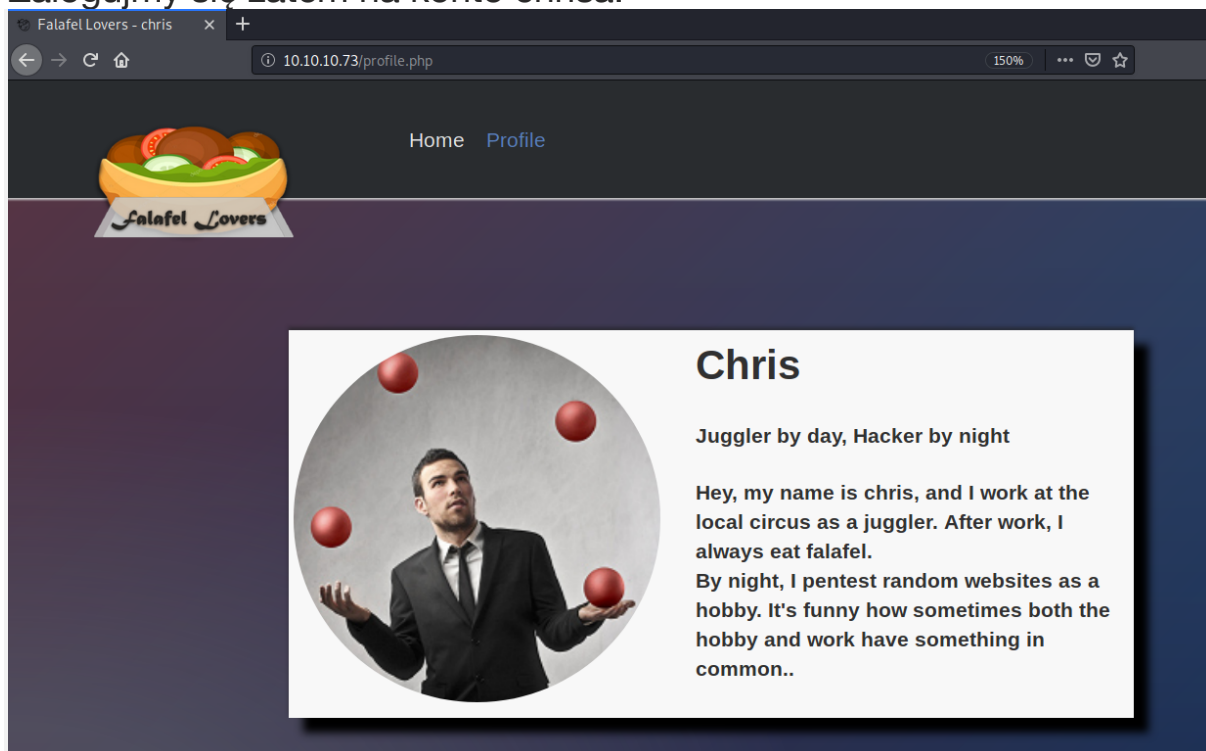 Zalogujmy się zatem na konto chrisa.
Falafel Lovers - chris
10.10.10.73/profile.php
150%
Home Profile
Falafel Lovers
Chris
Juggler by day, Hacker by night
Hey, my name is chris, and I work at the
local circus as a juggler. After work, I
always eat falafel.
By night, I pentest random websites as a
hobby. It's funny how sometimes both the
hobby and work have something in
common..